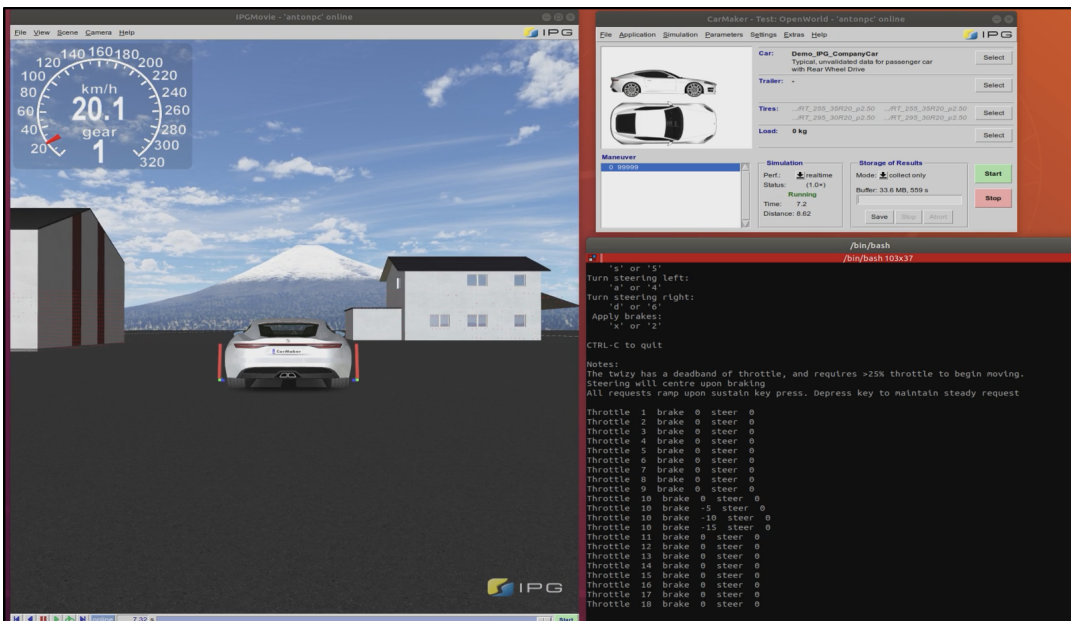 IPGMovie - 'antonpc' online
File View Scene Camera Help
IPG
20 40 60 80 100 120 140 160 180 200 220 240 260 280 300 320
km/h
20.1
gear
1
CarMaker
IPG
online 7.32 s Start
CarMaker - Test: OpenWorld - 'antonpc' online
File Application Simulation Parameters Settings Extras Help
IPG
Car: Demo_IPG_CompanyCar
Typical, unvalidated data for passenger car
with Rear Wheel Drive
Select
Trailer: -
Select
Tires: .../RT_255_35R20_p2.50 .../RT_255_35R20_p2.50
.../RT_295_30R20_p2.50 .../RT_295_30R20_p2.50
Select
Load: 0 kg
Select
Maneuver
0 99999
Simulation
Perf.: realtime
Status: (1.0×)
Running
Time: 7.2
Distance: 8.62
Storage of Results
Mode: collect only
Buffer: 33.6 MB, 559 s
Save Stop Abort
Start
Stop
/bin/bash
/bin/bash 103x37
's' or '5'
Turn steering left:
'a' or '4'
Turn steering right:
'd' or '6'
Apply brakes:
'x' or '2'
CTRL-C to quit
Notes:
The twizy has a deadband of throttle, and requires >25% throttle to begin moving.
Steering will centre upon braking
All requests ramp upon sustain key press. Depress key to maintain steady request
Throttle 1 brake 0 steer 0
Throttle 2 brake 0 steer 0
Throttle 3 brake 0 steer 0
Throttle 4 brake 0 steer 0
Throttle 5 brake 0 steer 0
Throttle 6 brake 0 steer 0
Throttle 7 brake 0 steer 0
Throttle 8 brake 0 steer 0
Throttle 9 brake 0 steer 0
Throttle 10 brake 0 steer 0
Throttle 10 brake -5 steer 0
Throttle 10 brake -10 steer 0
Throttle 10 brake -15 steer 0
Throttle 11 brake 0 steer 0
Throttle 12 brake 0 steer 0
Throttle 13 brake 0 steer 0
Throttle 14 brake 0 steer 0
Throttle 15 brake 0 steer 0
Throttle 16 brake 0 steer 0
Throttle 17 brake 0 steer 0
Throttle 18 brake 0 steer 0